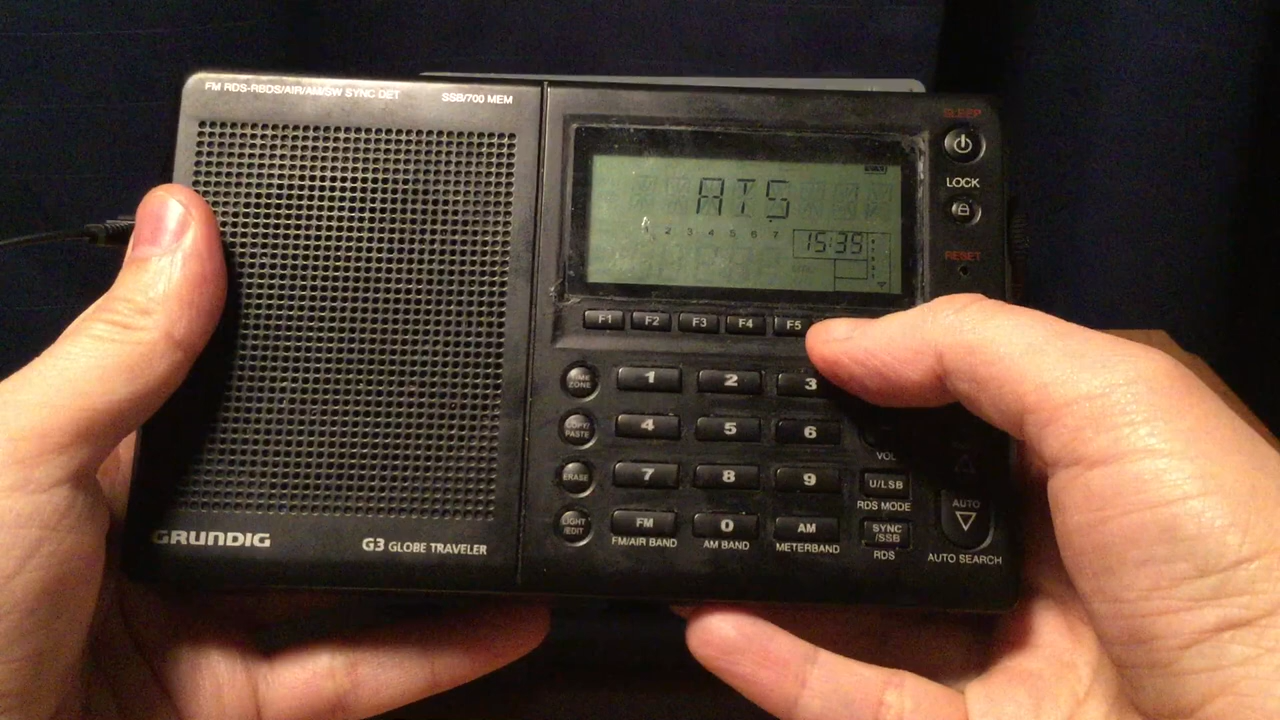 FM RDS-RBDS/AIR/AM/SW SYNC DET
SSB/700 MEM
SLEEP
ATS
LOCK
1 2 3 4 5 6 7
15:35
RESET
F1 F2 F3 F4 F5
TIME ZONE
1 2 3
COPY/ PASTE
4 5 6
VOL
ERASE
7 8 9
U/LSB
RDS MODE
AUTO
LIGHT /EDIT
FM 0 AM
SYNC /SSB
FM/AIR BAND AM BAND METERBAND
RDS
AUTO SEARCH
GRUNDIG
G3 GLOBE TRAVELER